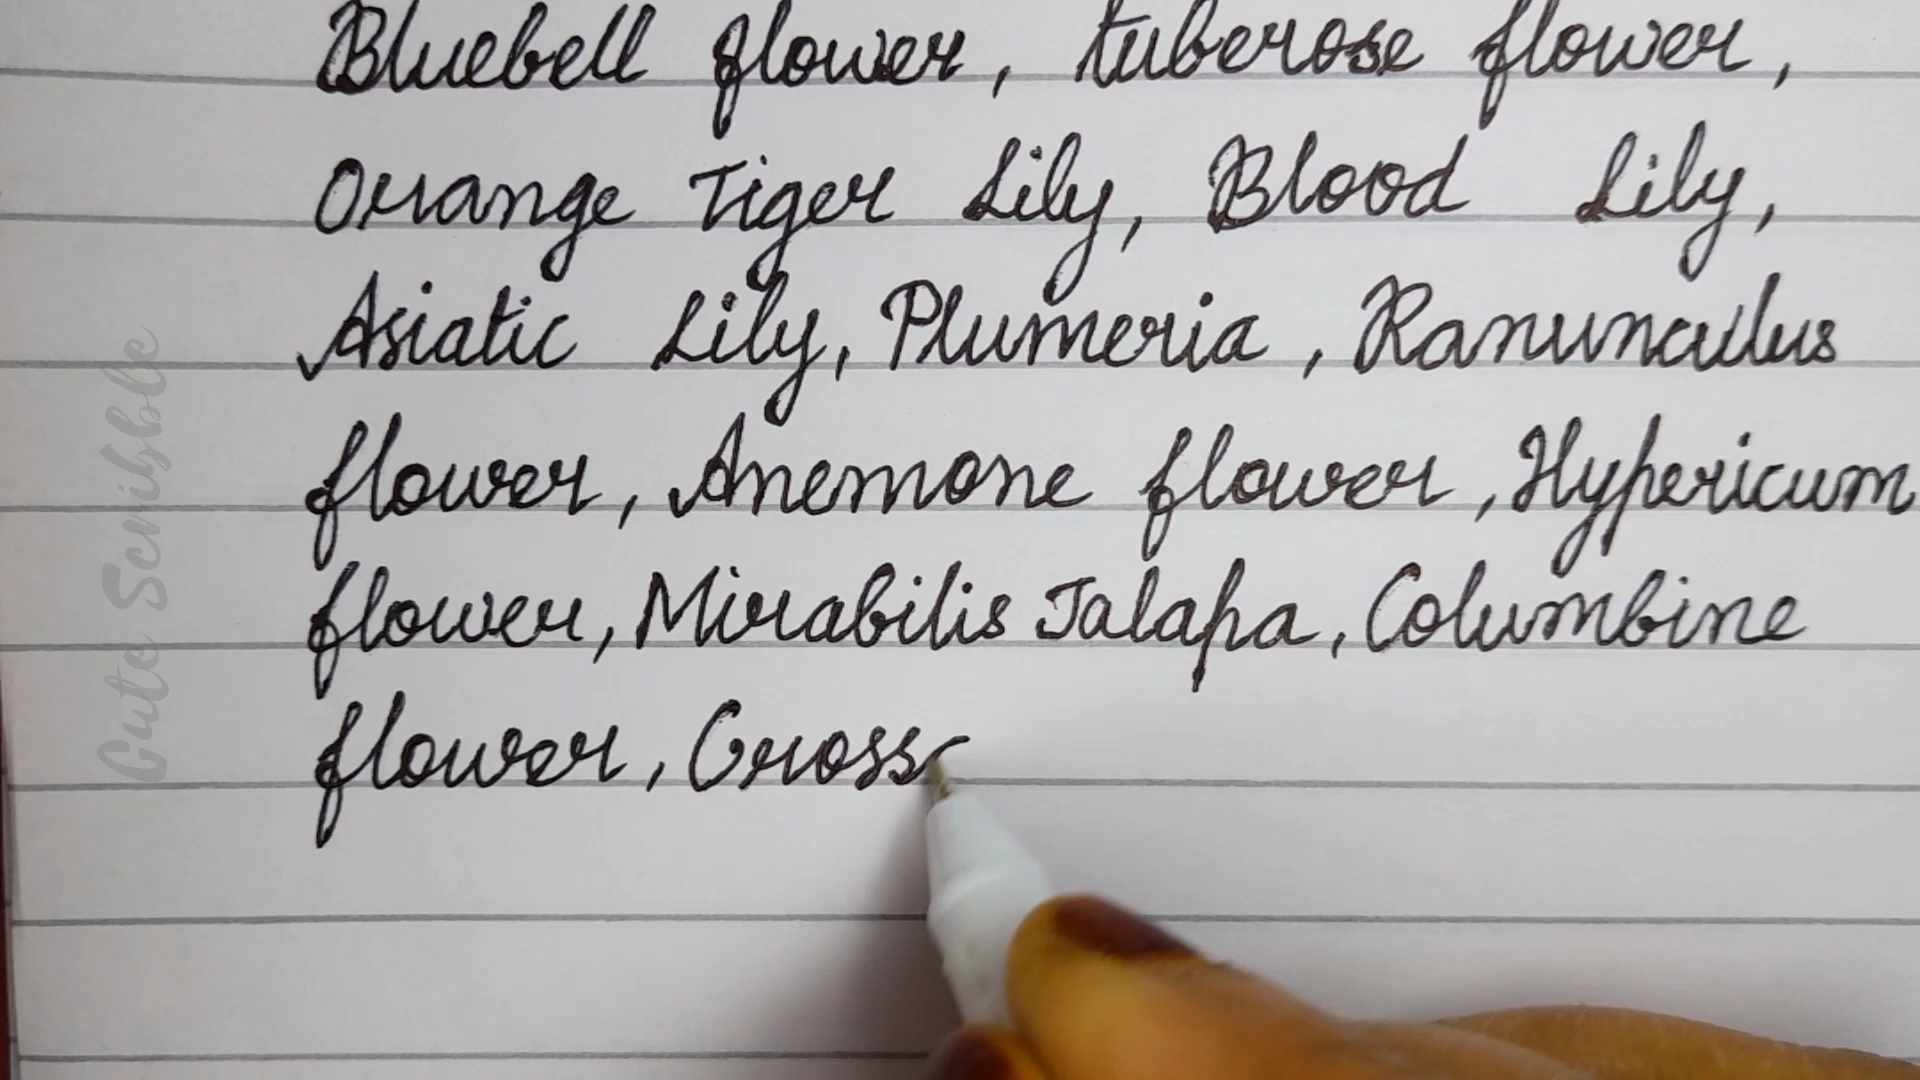 Bluebell flower, tuberose flower,
Orange Tiger Lily, Blood Lily,
Asiatic Lily, Plumeria, Ranunculus
flower, Anemone flower, Hypericum
flower, Mirabilis Jalapa, Columbine
flower, Cross
Cute Scribble